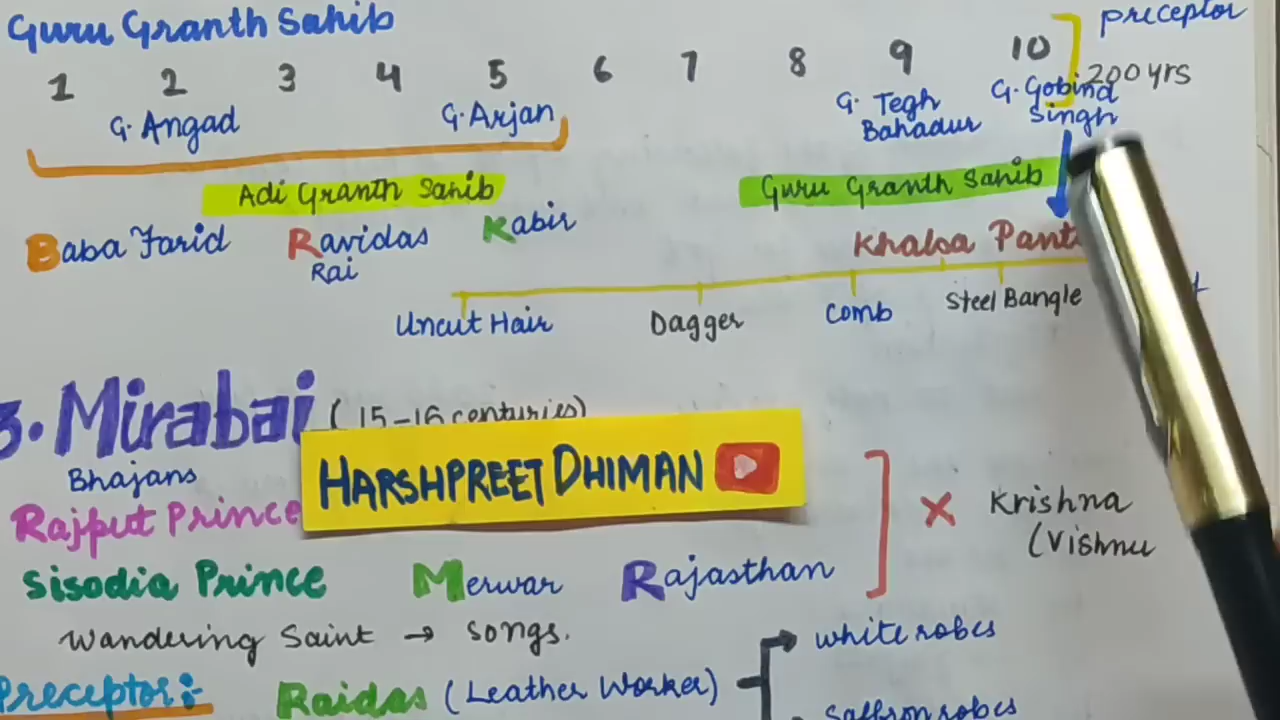 Guru Granth Sahib
preceptor
1 2 3 4 5 6 7 8 9 10
200 yrs
G. Angad G. Arjan G. Tegh Bahadur G. Gobind Singh
Adi Granth Sahib Guru Granth Sahib
Baba Farid Ravidas Kabir Khalsa Pant
Rai
Uncut Hair Dagger Comb Steel Bangle
3. Mirabai (15-16 centuries)
Bhajans
HARSHPREET DHIMAN
Rajput Prince
Krishna
(Vishnu
Sisodia Prince Merwar Rajasthan
Wandering Saint → songs.
white robes
Preceptor:- Raidas (Leather Worker)
saffron robes